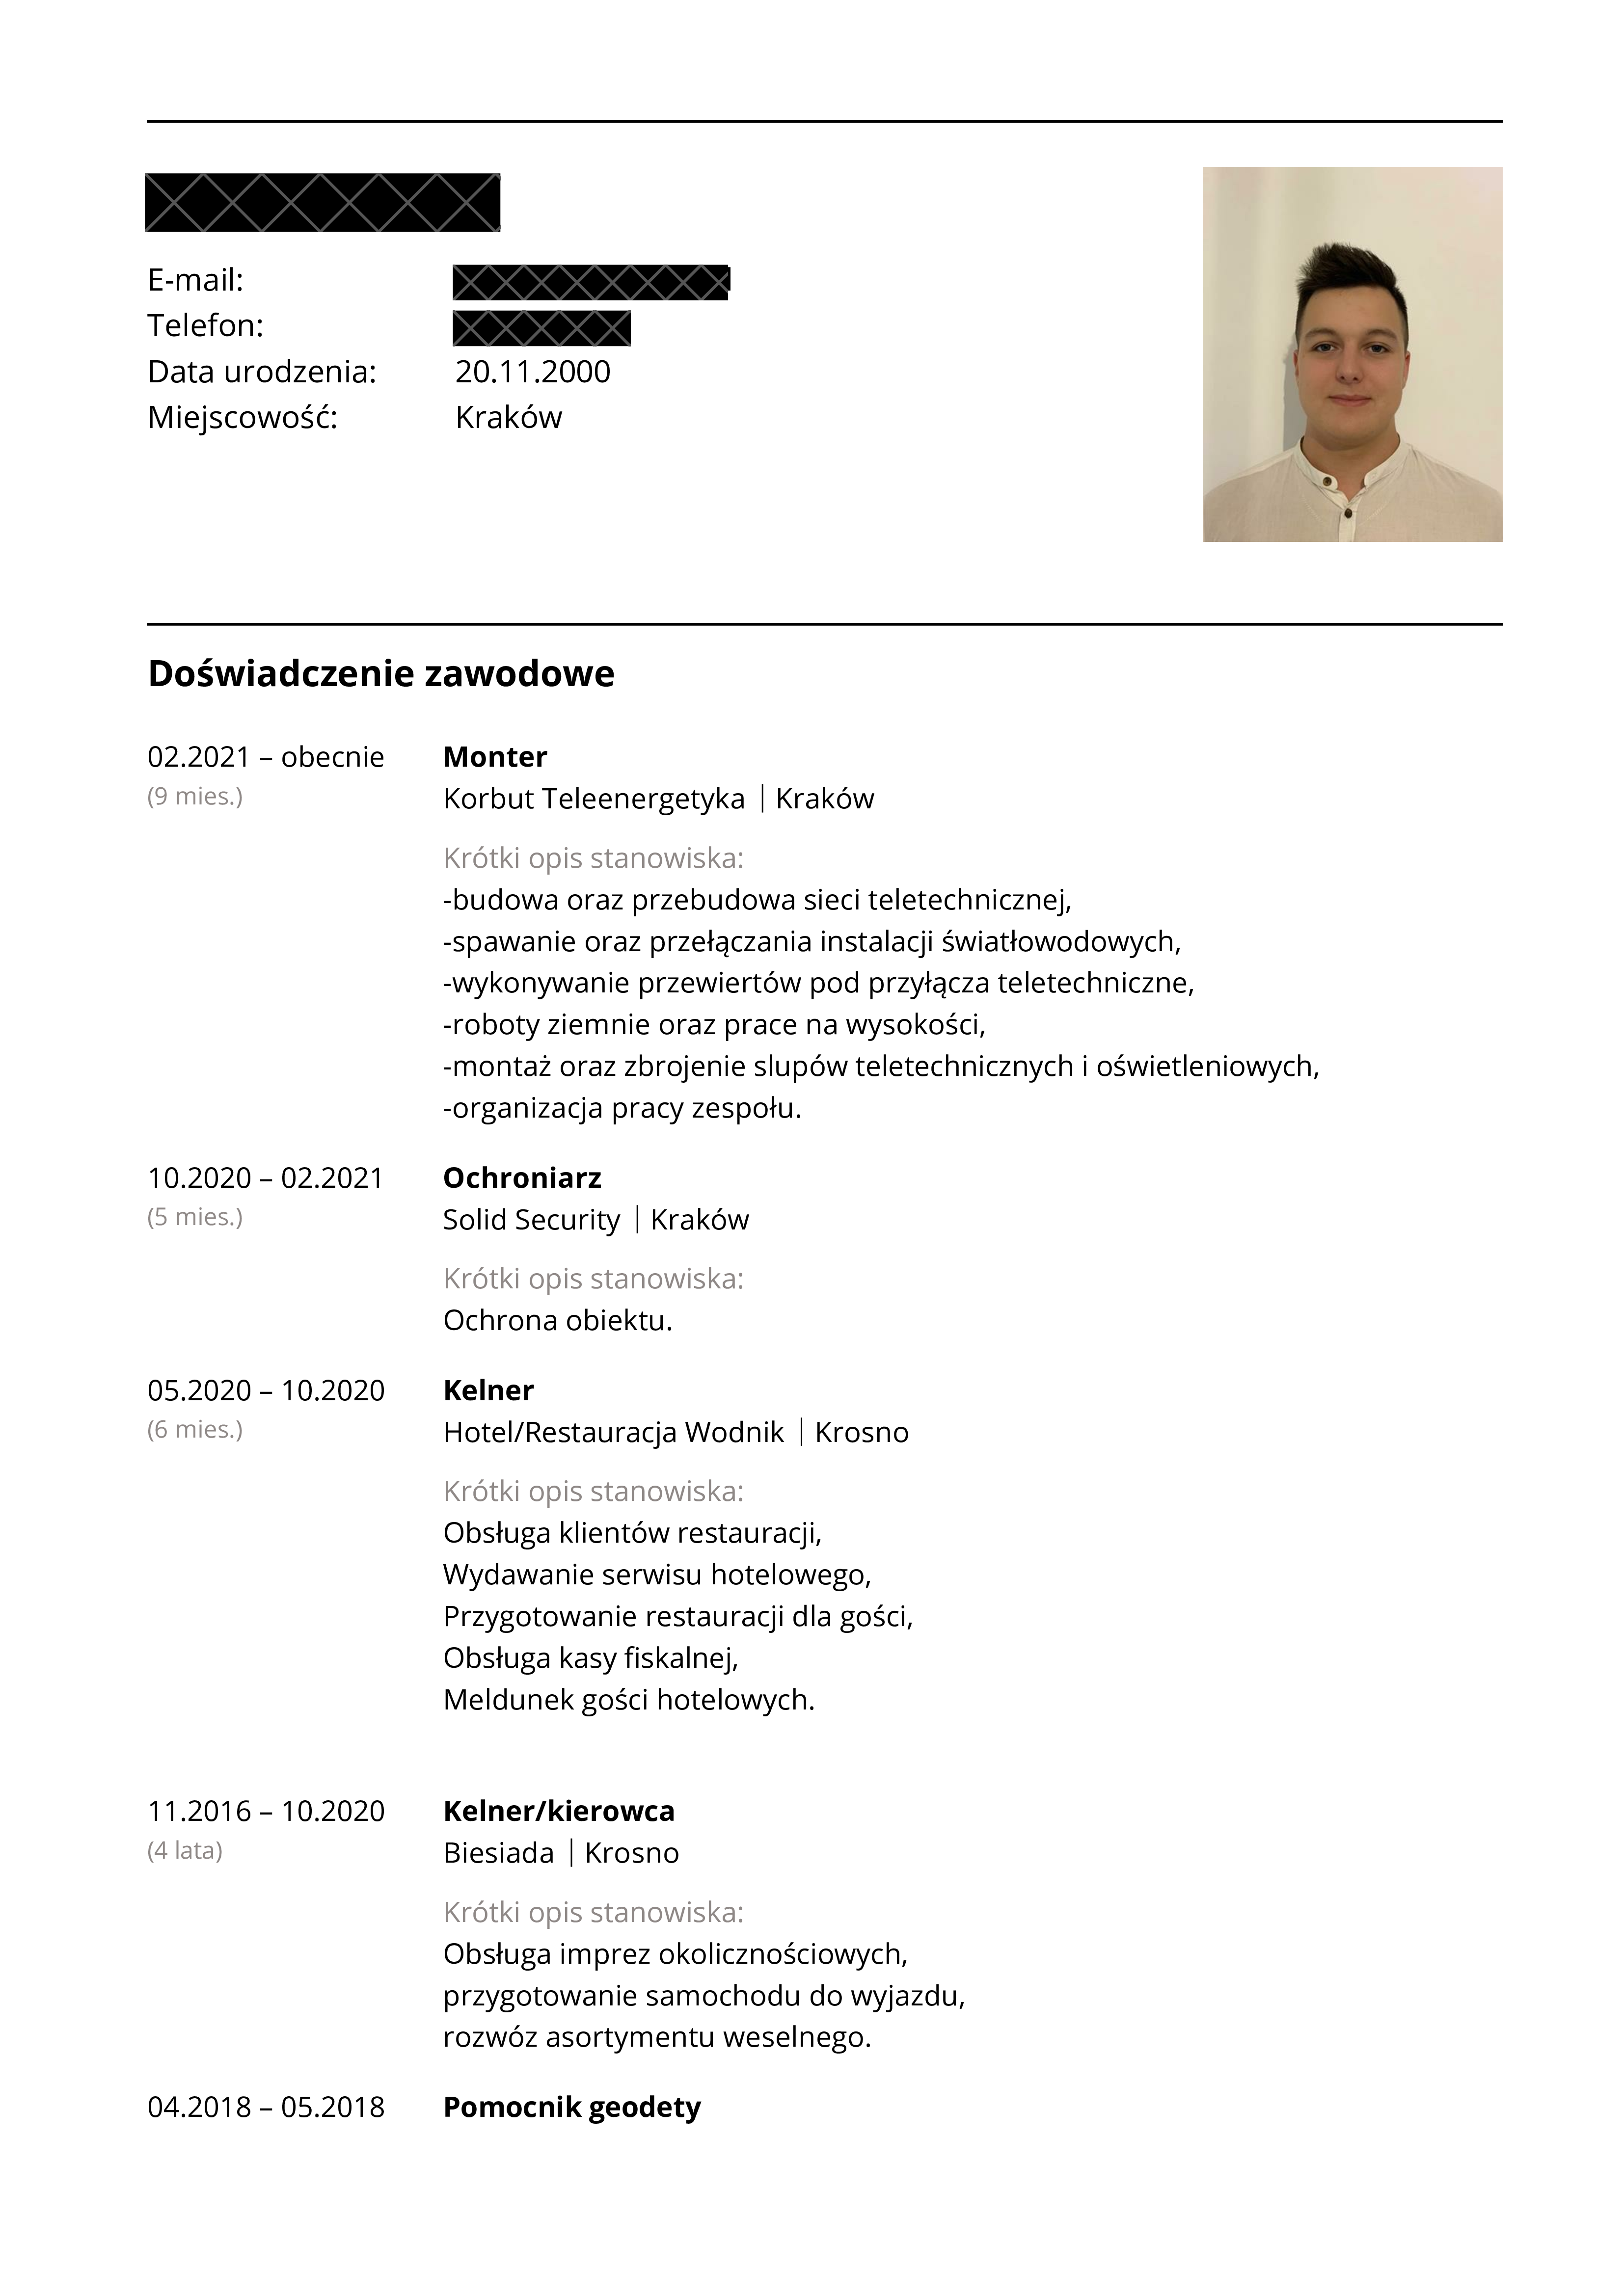 E-mail:
Telefon:
Data urodzenia: 20.11.2000
Miejscowość: Kraków
Doświadczenie zawodowe
02.2021 – obecnie Monter
(9 mies.) Korbut Teleenergetyka | Kraków
Krótki opis stanowiska:
-budowa oraz przebudowa sieci teletechnicznej,
-spawanie oraz przełączania instalacji światłowodowych,
-wykonywanie przewiertów pod przyłącza teletechniczne,
-roboty ziemnie oraz prace na wysokości,
-montaż oraz zbrojenie slupów teletechnicznych i oświetleniowych,
-organizacja pracy zespołu.
10.2020 – 02.2021 Ochroniarz
(5 mies.) Solid Security | Kraków
Krótki opis stanowiska:
Ochrona obiektu.
05.2020 – 10.2020 Kelner
(6 mies.) Hotel/Restauracja Wodnik | Krosno
Krótki opis stanowiska:
Obsługa klientów restauracji,
Wydawanie serwisu hotelowego,
Przygotowanie restauracji dla gości,
Obsługa kasy fiskalnej,
Meldunek gości hotelowych.
11.2016 – 10.2020 Kelner/kierowca
(4 lata) Biesiada | Krosno
Krótki opis stanowiska:
Obsługa imprez okolicznościowych,
przygotowanie samochodu do wyjazdu,
rozwóz asortymentu weselnego.
04.2018 – 05.2018 Pomocnik geodety